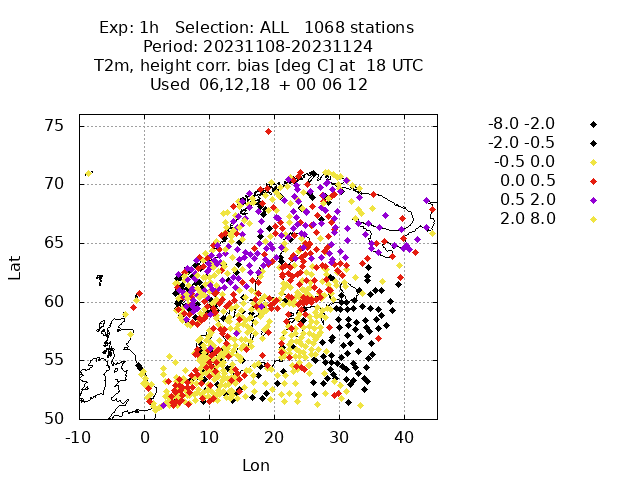 Exp: 1h   Selection: ALL   1068 stations
Period: 20231108-20231124
T2m, height corr. bias [deg C] at  18 UTC
Used  06,12,18  + 00 06 12
-8.0 -2.0
-2.0 -0.5
-0.5 0.0
0.0 0.5
0.5 2.0
2.0 8.0
75
70
65
60
55
50
Lat
-10 0 10 20 30 40
Lon